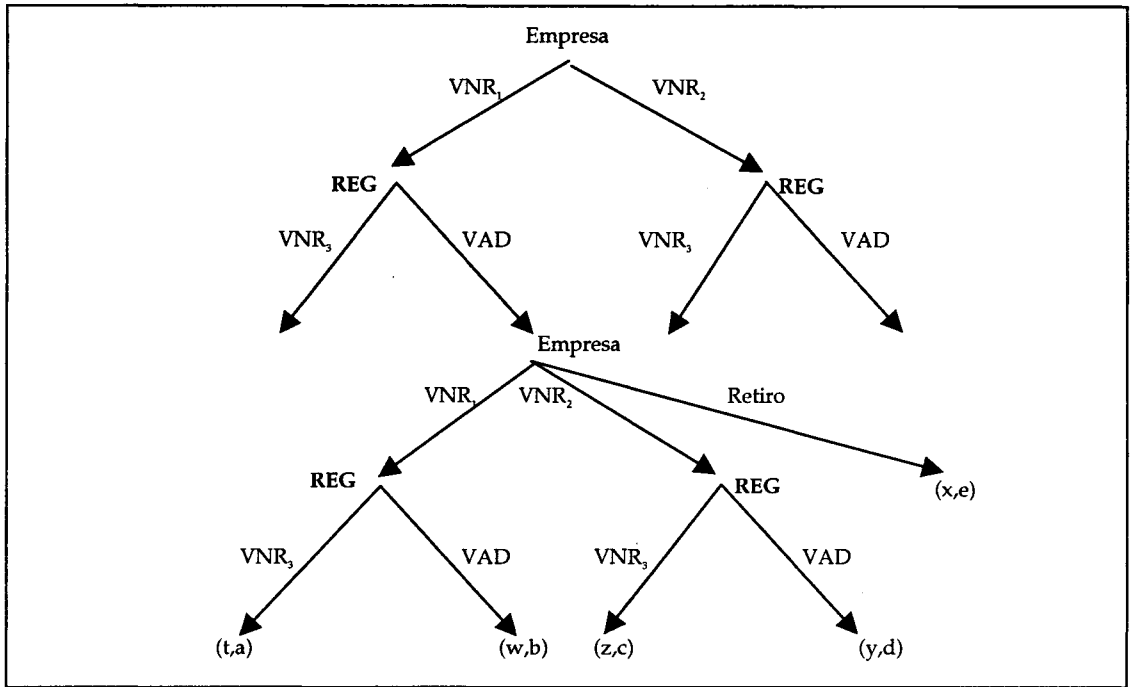 Empresa
VNR₁ VNR₂
REG REG
VNR₃ VAD VNR₃ VAD
Empresa
VNR₁ VNR₂ Retiro
REG REG (x,e)
VNR₃ VAD VNR₃ VAD
(t,a) (w,b) (z,c) (y,d)